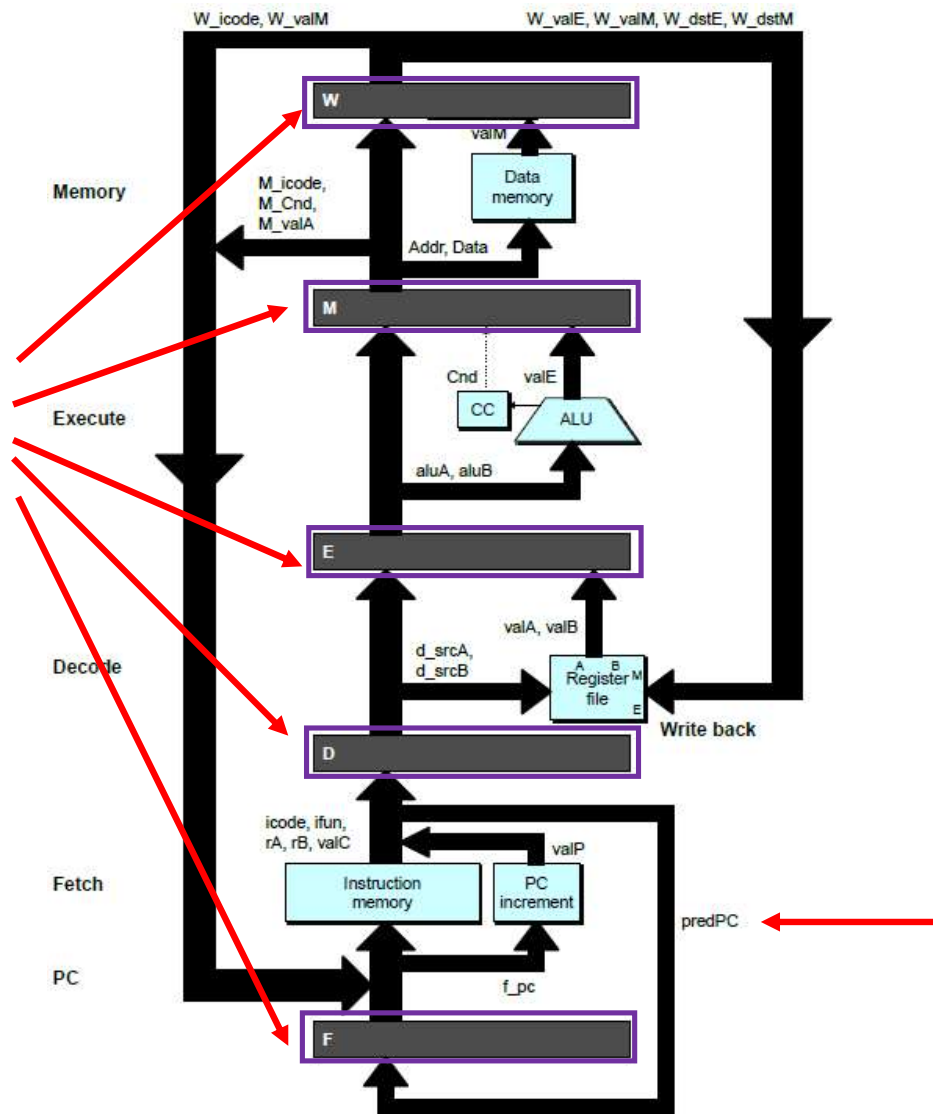 W_icode, W_valM
W_valE, W_valM, W_dstE, W_dstM
W
valM
Memory
M_icode,
M_Cnd,
M_valA
Data
memory
Addr, Data
M
Cnd
valE
CC
ALU
Execute
aluA, aluB
E
valA, valB
Decode
d_srcA,
d_srcB
A
B
Register
file
M
E
Write back
D
icode, ifun,
rA, rB, valC
valP
Fetch
Instruction
memory
PC
increment
predPC
PC
f_pc
F